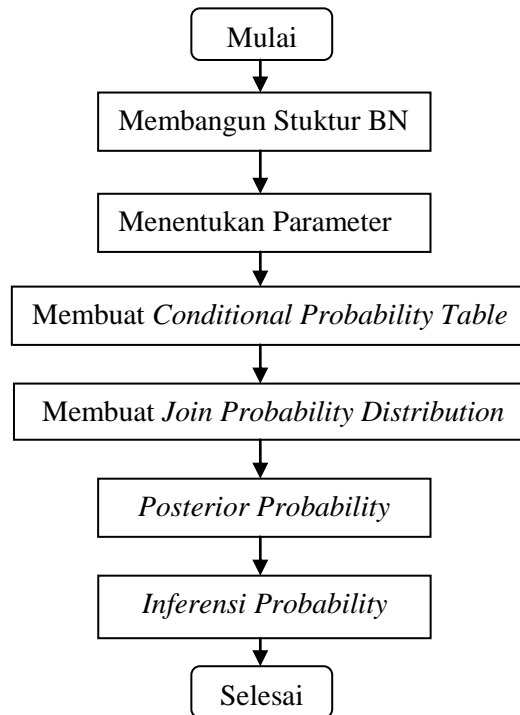 Mulai
Membangun Stuktur BN
Menentukan Parameter
Membuat Conditional Probability Table
Membuat Join Probability Distribution
Posterior Probability
Inferensi Probability
Selesai